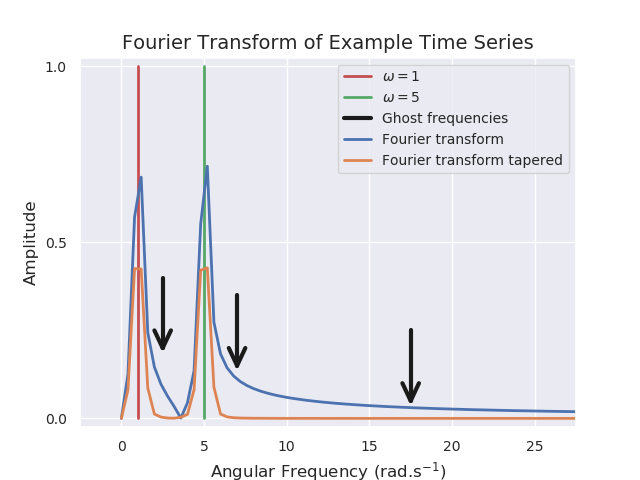 Fourier Transform of Example Time Series
ω = 1
ω = 5
Ghost frequencies
Fourier transform
Fourier transform tapered
1.0
0.5
0.0
Amplitude
0 5 10 15 20 25
Angular Frequency (rad.s⁻¹)